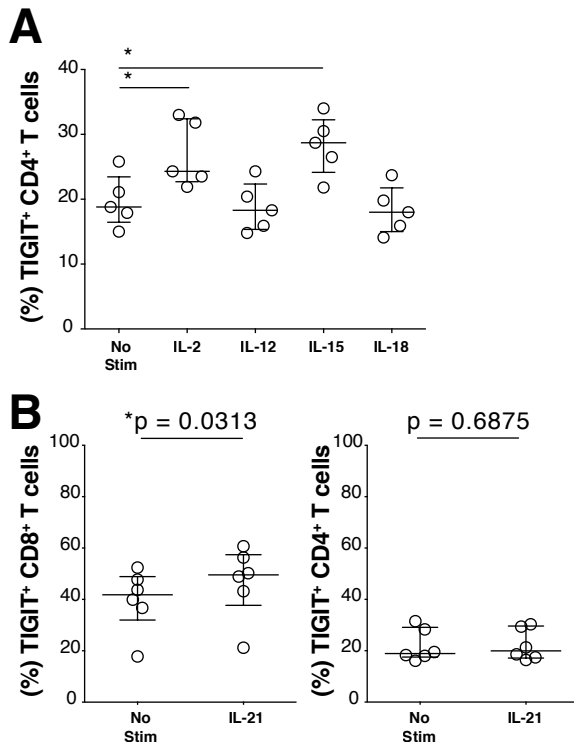 A
*
*
(%) TIGIT⁺ CD4⁺ T cells
40
30
20
10
0
No Stim
IL-2
IL-12
IL-15
IL-18
B
*p = 0.0313
(%) TIGIT⁺ CD8⁺ T cells
100
80
60
40
20
0
No Stim
IL-21
p = 0.6875
(%) TIGIT⁺ CD4⁺ T cells
100
80
60
40
20
0
No Stim
IL-21